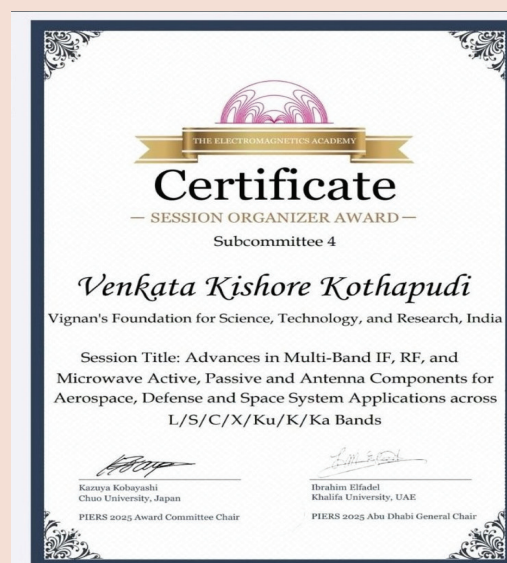 THE ELECTROMAGNETICS ACADEMY
Certificate
— SESSION ORGANIZER AWARD —
Subcommittee 4
Venkata Kishore Kothapudi
Vignan's Foundation for Science, Technology, and Research, India
Session Title: Advances in Multi-Band IF, RF, and
Microwave Active, Passive and Antenna Components for
Aerospace, Defense and Space System Applications across
L/S/C/X/Ku/K/Ka Bands
Kazuya Kobayashi
Chuo University, Japan
PIERS 2025 Award Committee Chair
Ibrahim Elfadel
Khalifa University, UAE
PIERS 2025 Abu Dhabi General Chair